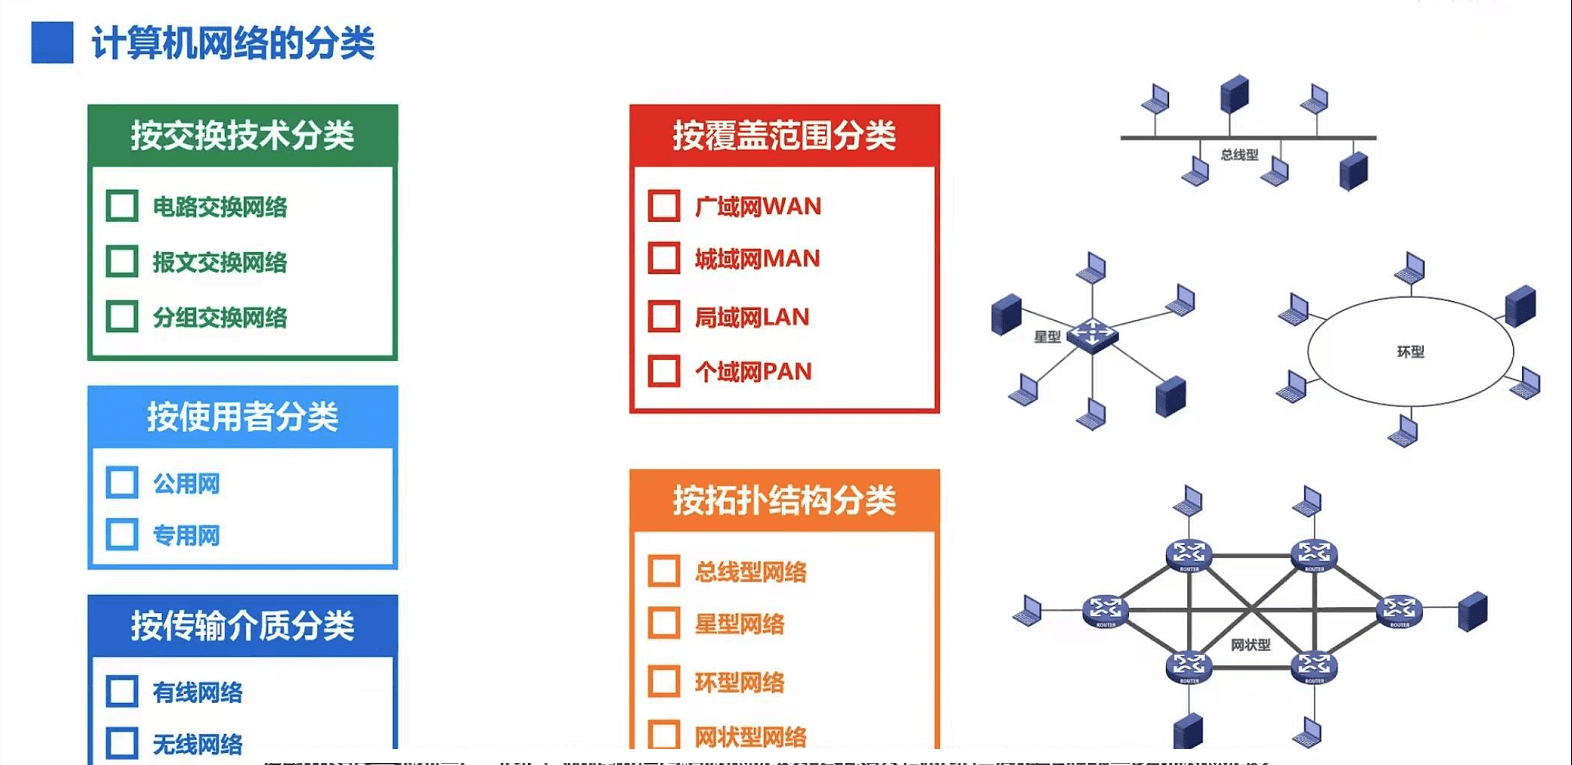 计算机网络的分类
按交换技术分类
电路交换网络
报文交换网络
分组交换网络
按使用者分类
公用网
专用网
按传输介质分类
有线网络
无线网络
按覆盖范围分类
广域网WAN
城域网MAN
局域网LAN
个域网PAN
按拓扑结构分类
总线型网络
星型网络
环型网络
网状型网络
总线型
星型
环型
ROUTER
ROUTER
ROUTER
ROUTER
网状型
ROUTER
ROUTER